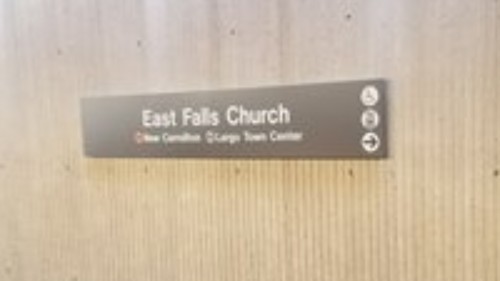 East Falls Church
New Carrollton Largo Town Center